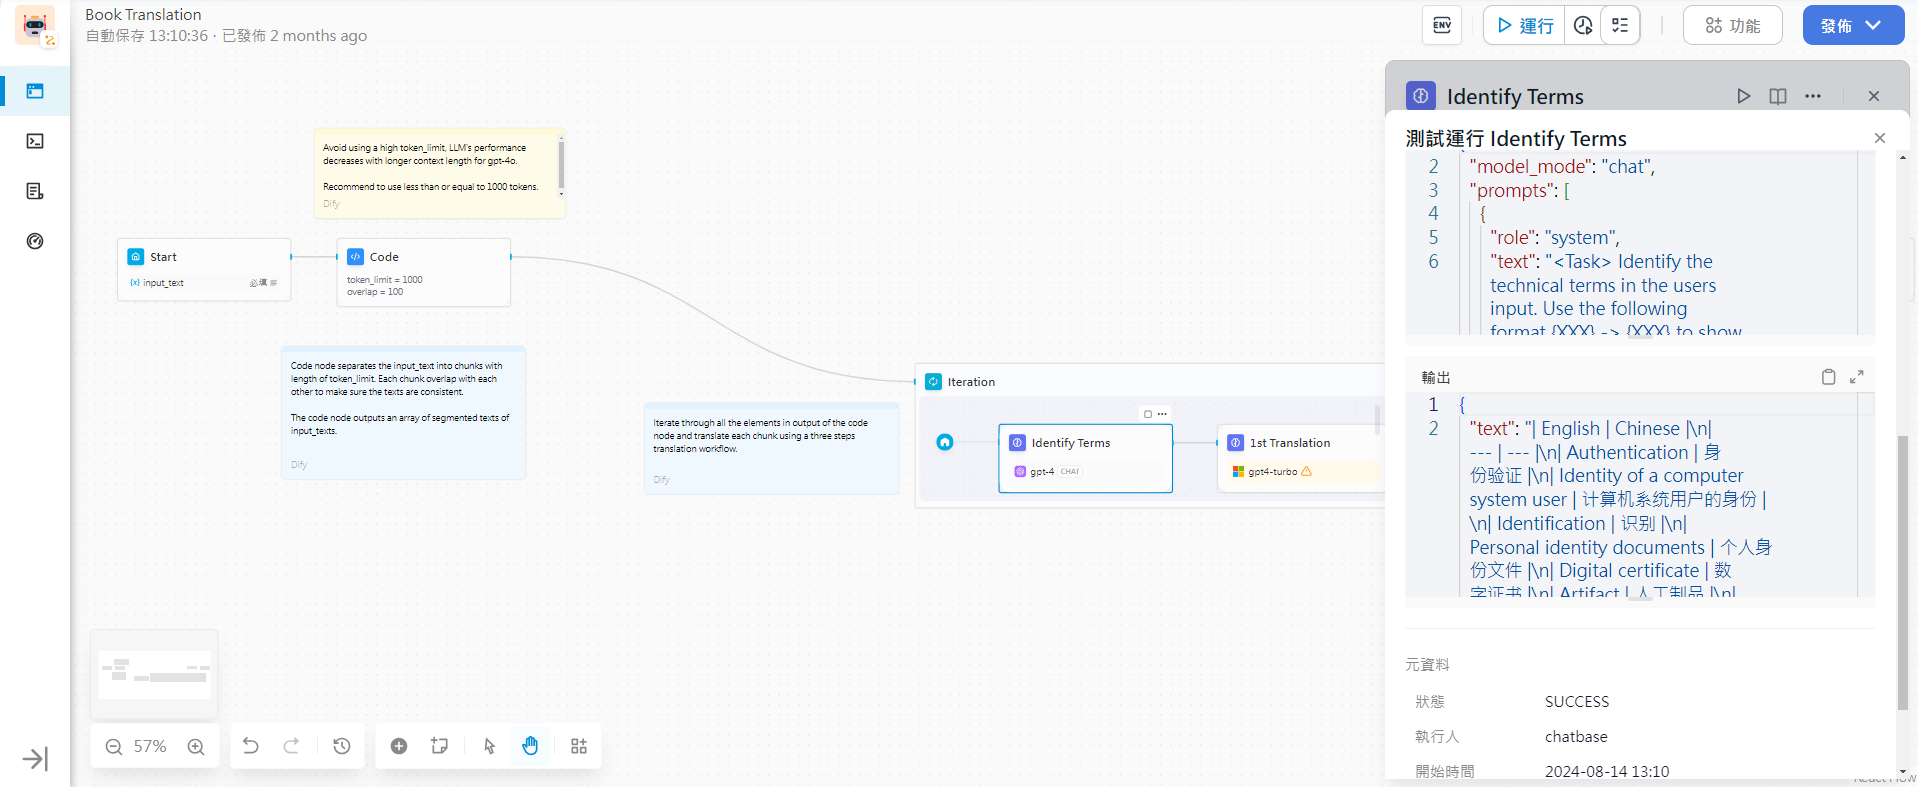 Book Translation
自動保存 13:10:36 · 已發佈 2 months ago
ENV
運行
功能
發佈
Avoid using a high token_limit, LLM's performance
decreases with longer context length for gpt-4o.
Recommend to use less than or equal to 1000 tokens.
Dify
Start
{x} input_text
必填
Code
token_limit = 1000
overlap = 100
Code node separates the input_text into chunks with
length of token_limit. Each chunk overlap with each
other to make sure the texts are consistent.
The code node outputs an array of segmented texts of
input_texts.
Dify
Iterate through all the elements in output of the code
node and translate each chunk using a three steps
translation workflow.
Dify
Iteration
Identify Terms
gpt-4 CHAT
1st Translation
gpt4-turbo
57%
Identify Terms
測試運行 Identify Terms
2 "model_mode": "chat",
3 "prompts": [
4 {
5 "role": "system",
6 "text": "<Task> Identify the
technical terms in the users
input. Use the following
format {XXX} -> {XXX} to show
輸出
1 {
2 "text": "| English | Chinese |\n|
--- | --- |\n| Authentication | 身
份验证 |\n| Identity of a computer
system user | 计算机系统用户的身份 |
\n| Identification | 识别 |\n|
Personal identity documents | 个人身
份文件 |\n| Digital certificate | 数
字证书 |\n| Artifact | 人工制品 |\n|
元資料
狀態 SUCCESS
執行人 chatbase
開始時間 2024-08-14 13:10
React Flow